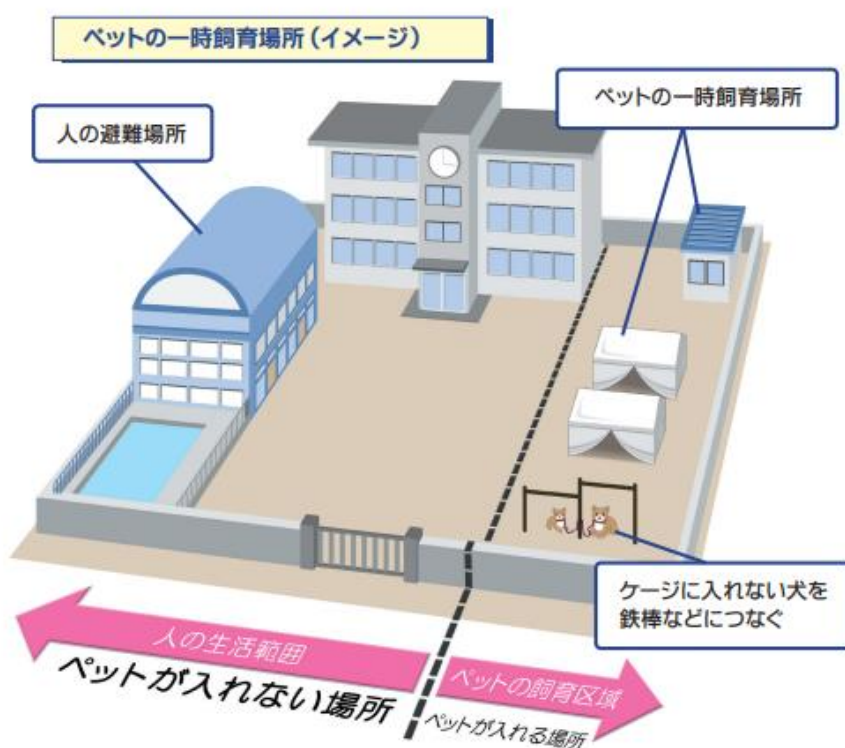 ペットの一時飼育場所（イメージ）
ペットの一時飼育場所
人の避難場所
ケージに入れない犬を
鉄棒などにつなぐ
人の生活範囲
ペットが入れない場所
ペットの飼育区域
ペットが入れる場所